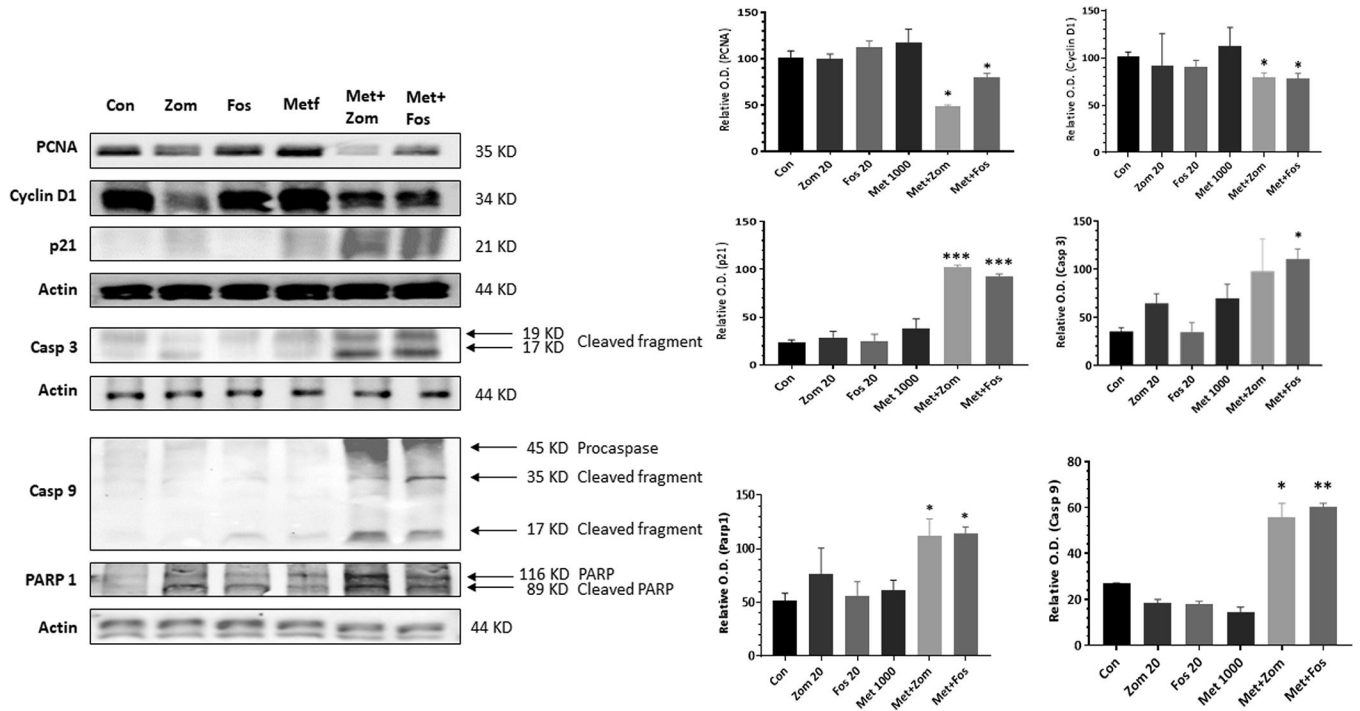 Con Zom Fos Metf Met+ Met+
Zom Fos
PCNA 35 KD
Cyclin D1 34 KD
p21 21 KD
Actin 44 KD
19 KD
Casp 3 17 KD Cleaved fragment
Actin 44 KD
45 KD Procaspase
35 KD Cleaved fragment
Casp 9
17 KD Cleaved fragment
PARP 1 116 KD PARP
89 KD Cleaved PARP
Actin 44 KD
Relative O.D. (PCNA)
150
100
50
0
* *
Con Zom 20 Fos 20 Met 1000 Met+Zom Met+Fos
Relative O.D. (Cyclin D1)
150
100
50
0
* *
Con Zom 20 Fos 20 Met 1000 Met+Zom Met+Fos
Relative O.D. (p21)
150
100
50
0
*** ***
Con Zom 20 Fos 20 Met 1000 Met+Zom Met+Fos
Relative O.D. (Casp 3)
150
100
50
0
*
Con Zom 20 Fos 20 Met 1000 Met+Zom Met+Fos
Relative O.D. (Parp1)
150
100
50
0
* *
Con Zom 20 Fos 20 Met 1000 Met+Zom Met+Fos
Relative O.D. (Casp 9)
80
60
40
20
0
* **
Con Zom 20 Fos 20 Met 1000 Met+Zom Met+Fos